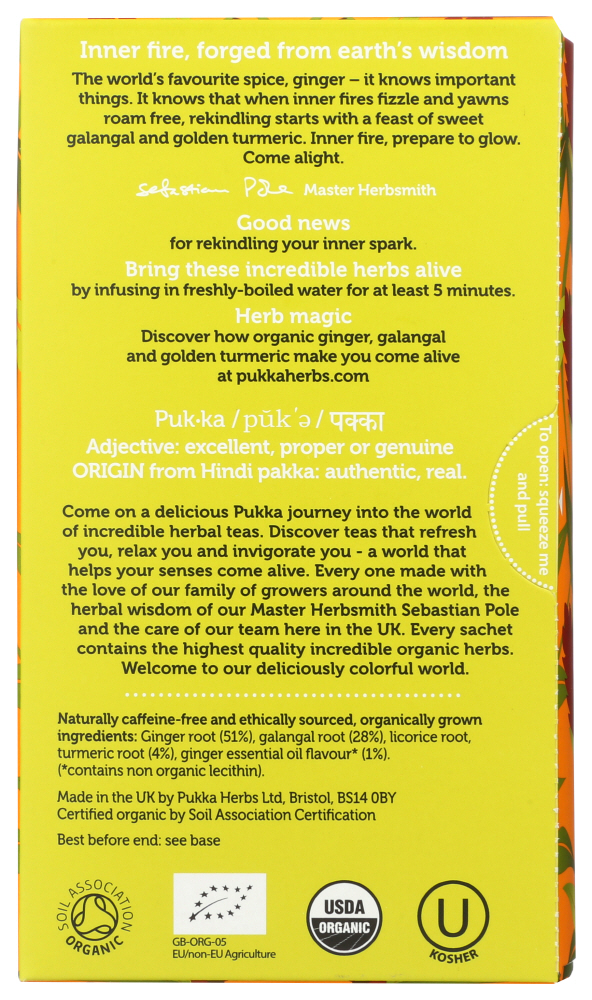 Inner fire, forged from earth's wisdom
The world's favourite spice, ginger – it knows important
things. It knows that when inner fires fizzle and yawns
roam free, rekindling starts with a feast of sweet
galangal and golden turmeric. Inner fire, prepare to glow.
Come alight.
Sebastian Pole Master Herbsmith
Good news
for rekindling your inner spark.
Bring these incredible herbs alive
by infusing in freshly-boiled water for at least 5 minutes.
Herb magic
Discover how organic ginger, galangal
and golden turmeric make you come alive
at pukkaherbs.com
Puk·ka /pŭk'ə/ पक्का
Adjective: excellent, proper or genuine
ORIGIN from Hindi pakka: authentic, real.
To open: squeeze me
and pull
Come on a delicious Pukka journey into the world
of incredible herbal teas. Discover teas that refresh
you, relax you and invigorate you - a world that
helps your senses come alive. Every one made with
the love of our family of growers around the world, the
herbal wisdom of our Master Herbsmith Sebastian Pole
and the care of our team here in the UK. Every sachet
contains the highest quality incredible organic herbs.
Welcome to our deliciously colorful world.
Naturally caffeine-free and ethically sourced, organically grown
ingredients: Ginger root (51%), galangal root (28%), licorice root,
turmeric root (4%), ginger essential oil flavour* (1%).
(*contains non organic lecithin).
Made in the UK by Pukka Herbs Ltd, Bristol, BS14 0BY
Certified organic by Soil Association Certification
Best before end: see base
SOIL ASSOCIATION
ORGANIC
GB-ORG-05
EU/non-EU Agriculture
USDA
ORGANIC
U
KOSHER